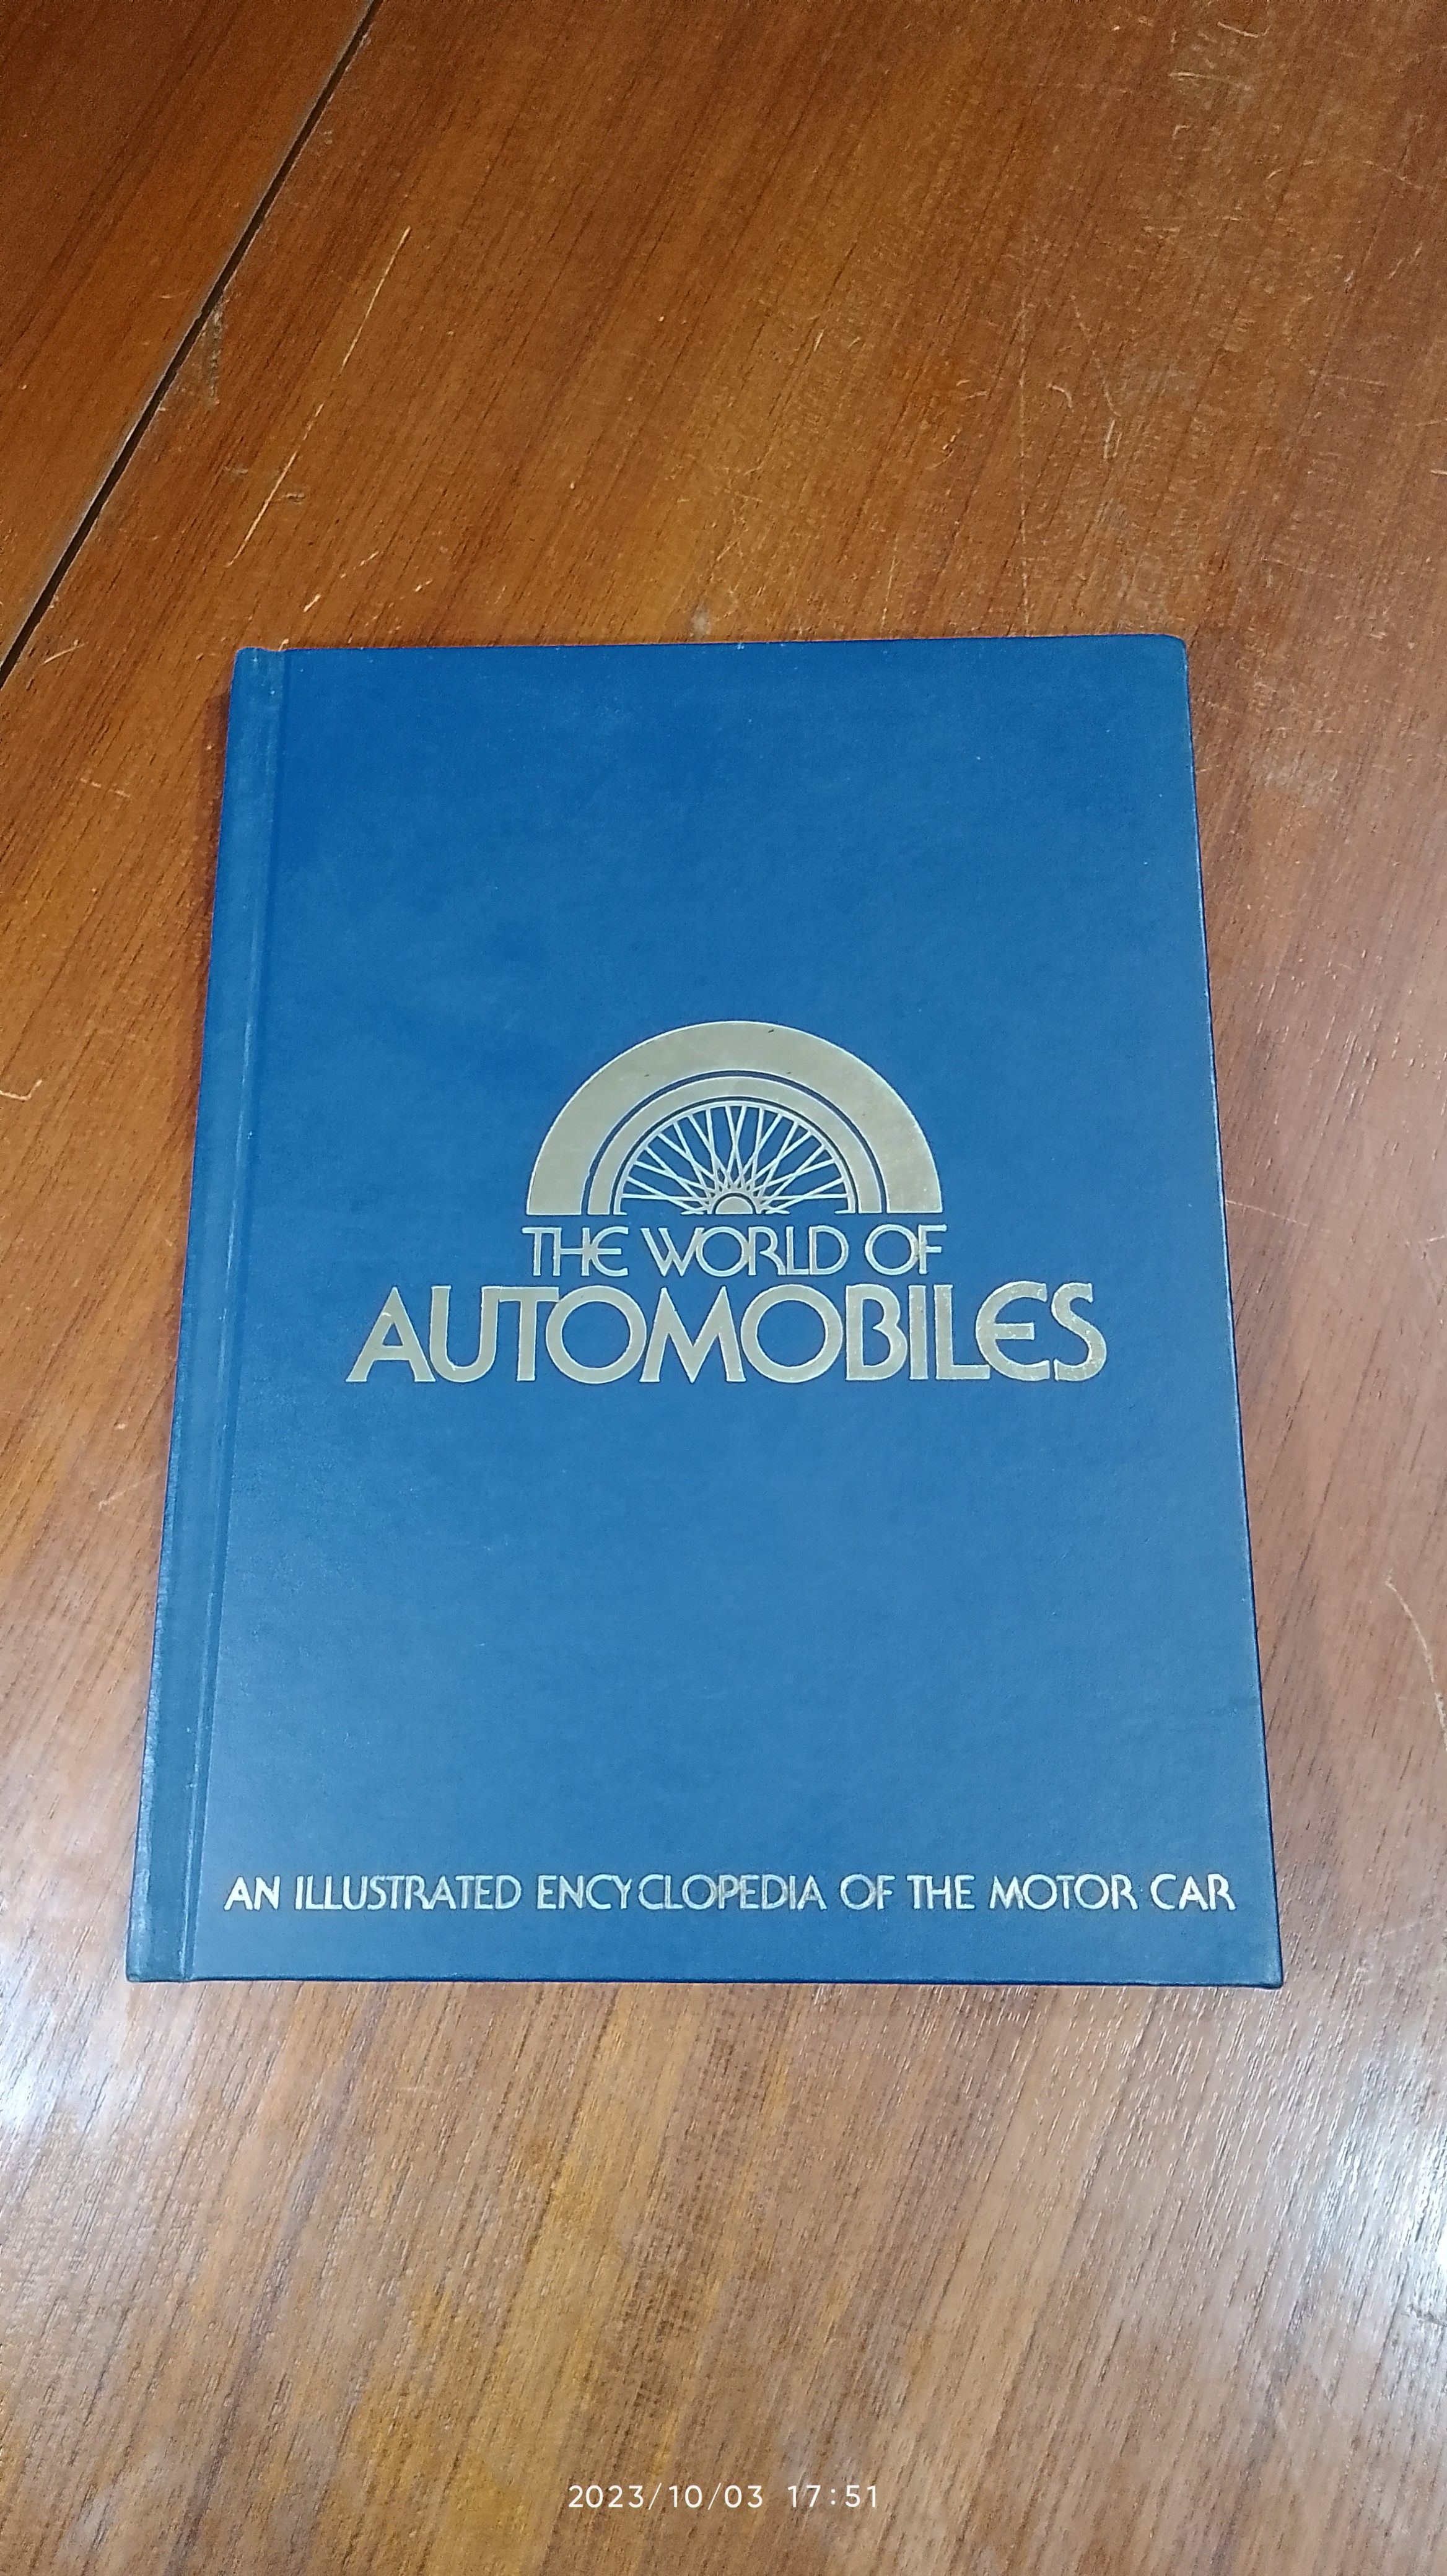 THE WORLD OF
AUTOMOBILES
AN ILLUSTRATED ENCYCLOPEDIA OF THE MOTOR CAR
2023/10/03 17:51